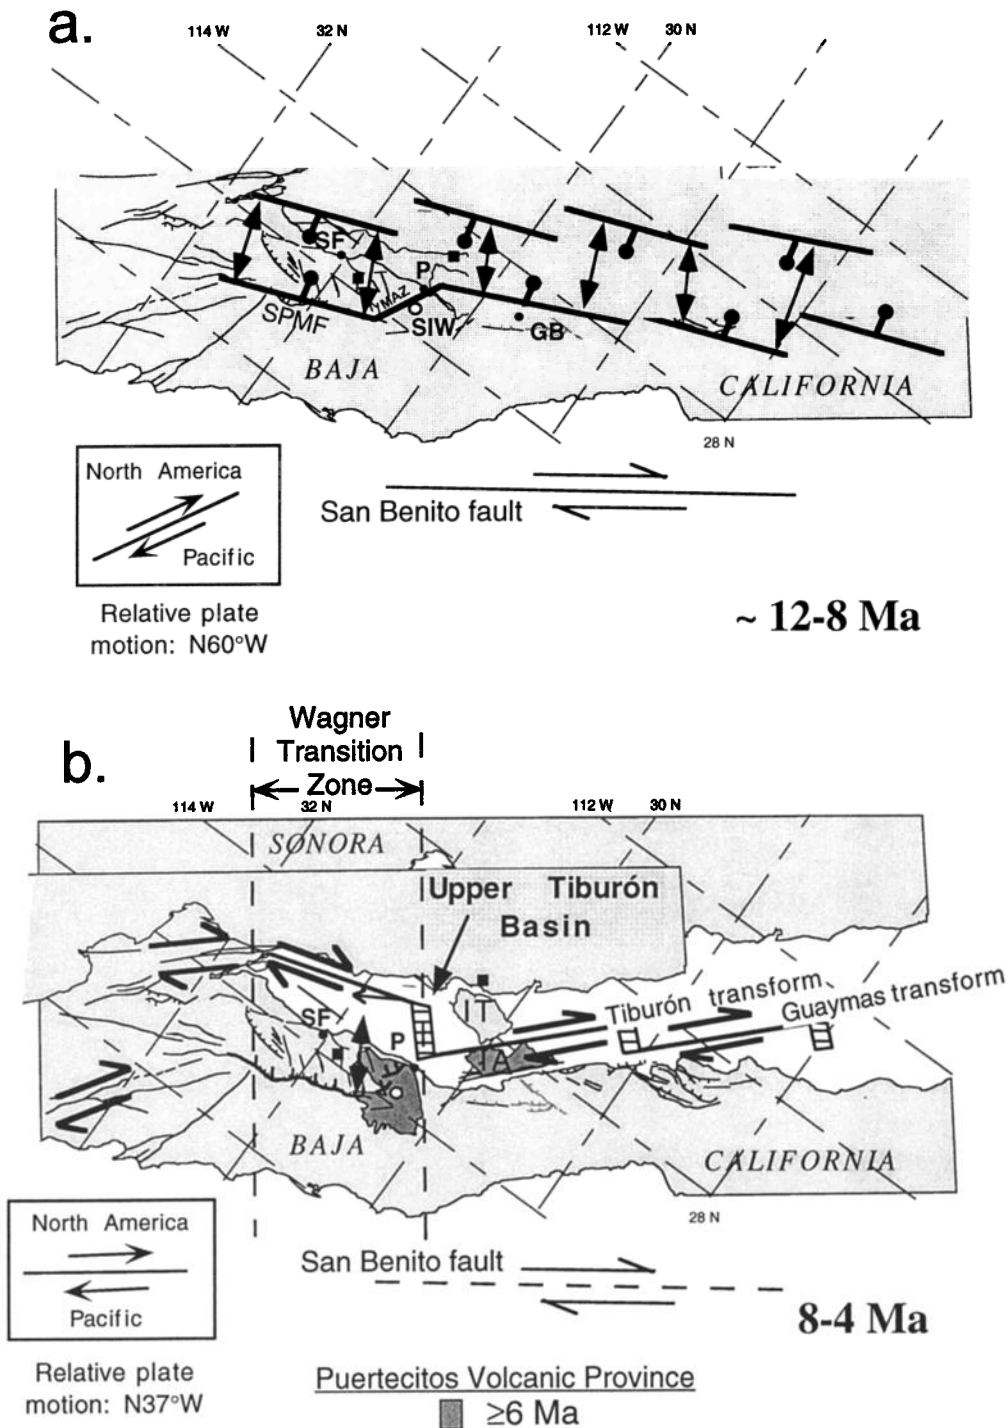 a.
114 W 32 N 112 W 30 N
SF
P
YMAZ
SPMF
SIW
GB
BAJA
CALIFORNIA
28 N
North America
Pacific
San Benito fault
Relative plate
motion: N60°W
~ 12-8 Ma
Wagner
Transition
Zone
b.
114 W 32 N 112 W 30 N
SONORA
Upper Tiburón
Basin
IT
Tiburón transform
Guaymas transform
SF
P
IA
BAJA
CALIFORNIA
28 N
North America
Pacific
San Benito fault
8-4 Ma
Relative plate
motion: N37°W
Puertecitos Volcanic Province
≥6 Ma